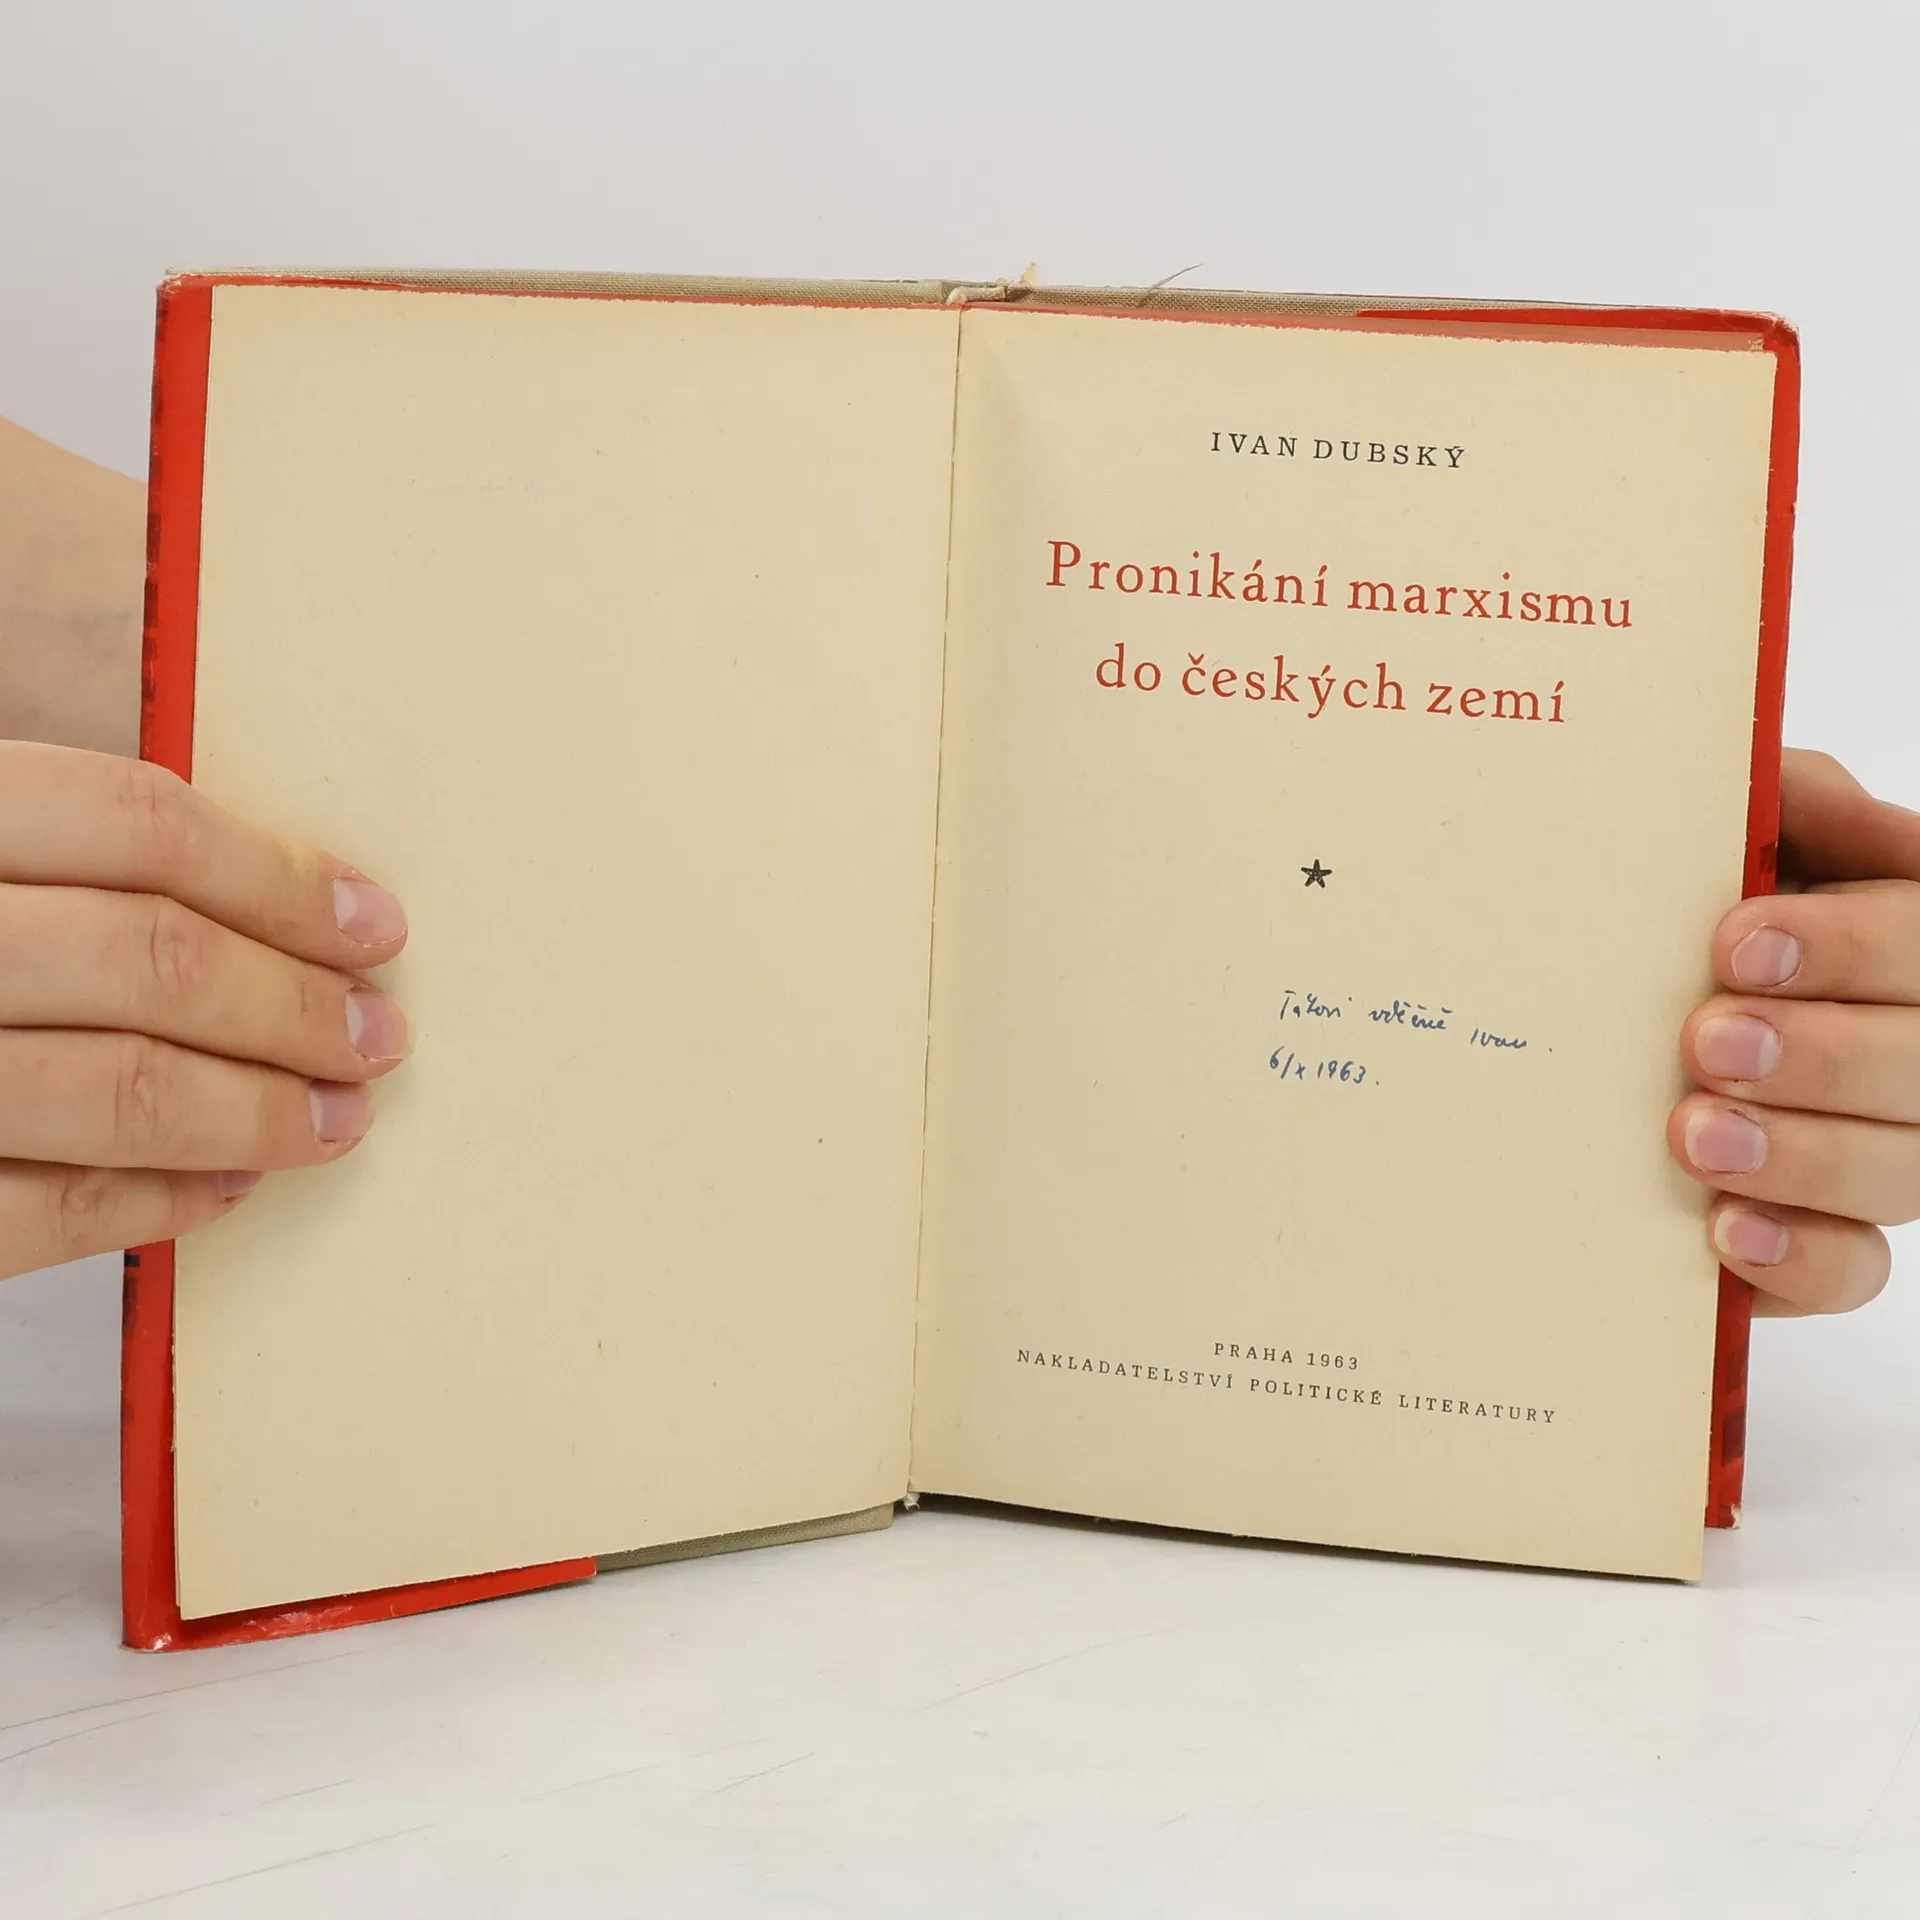 IVAN DUBSKÝ
Pronikání marxismu
do českých zemí
Tátovi vděčně Ivan.
6/X 1963.
PRAHA 1963
NAKLADATELSTVÍ POLITICKÉ LITERATURY